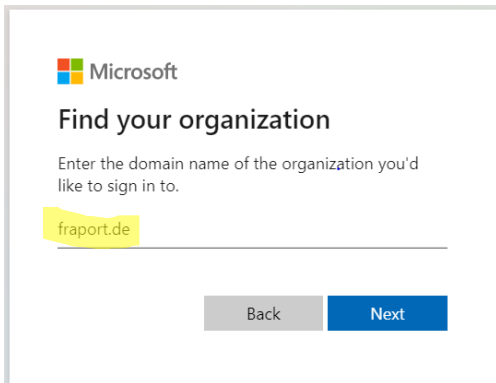 Microsoft
Find your organization
Enter the domain name of the organization you'd
like to sign in to.
fraport.de
Back
Next